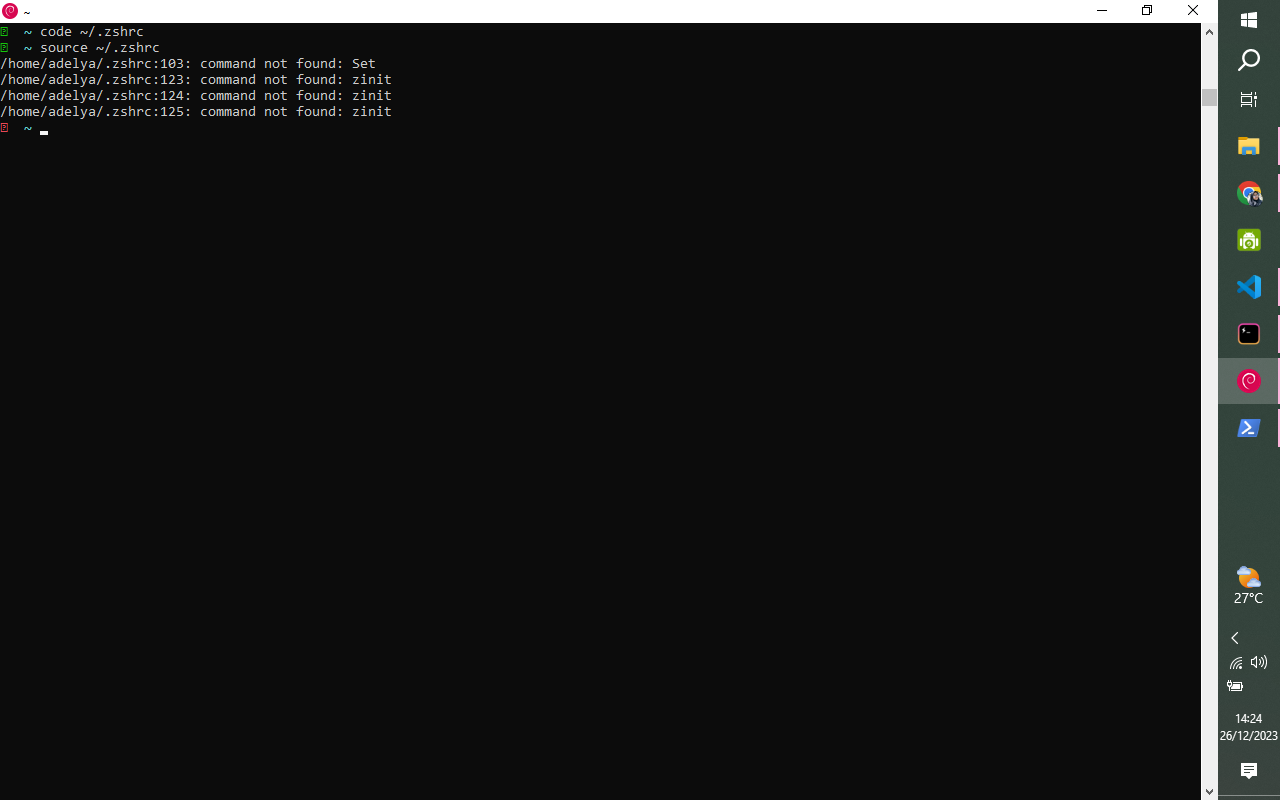 ~
~ code ~/.zshrc
~ source ~/.zshrc
/home/adelya/.zshrc:103: command not found: Set
/home/adelya/.zshrc:123: command not found: zinit
/home/adelya/.zshrc:124: command not found: zinit
/home/adelya/.zshrc:125: command not found: zinit
~
27°C
14:24
26/12/2023